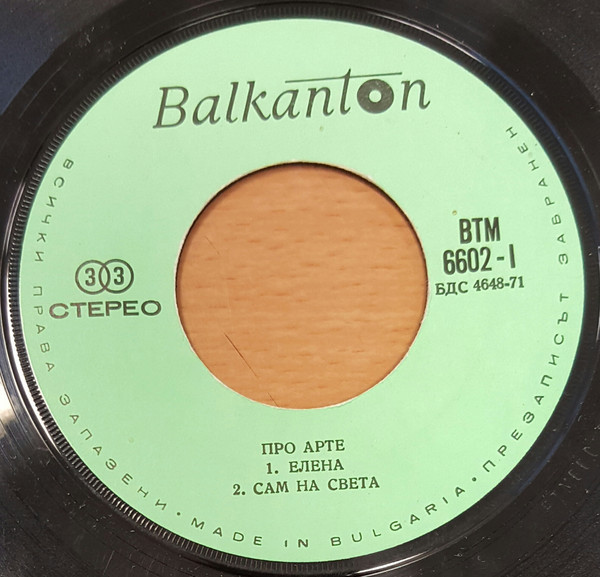 Balkanton
ВТМ
6602-I
БДС 4648-71
33
СТЕРЕО
ПРО АРТЕ
1. ЕЛЕНА
2. САМ НА СВЕТА
ВСИЧКИ ПРАВА ЗАПАЗЕНИ • MADE IN BULGARIA • ПРЕЗАПИСЪТ ЗАБРАНЕН